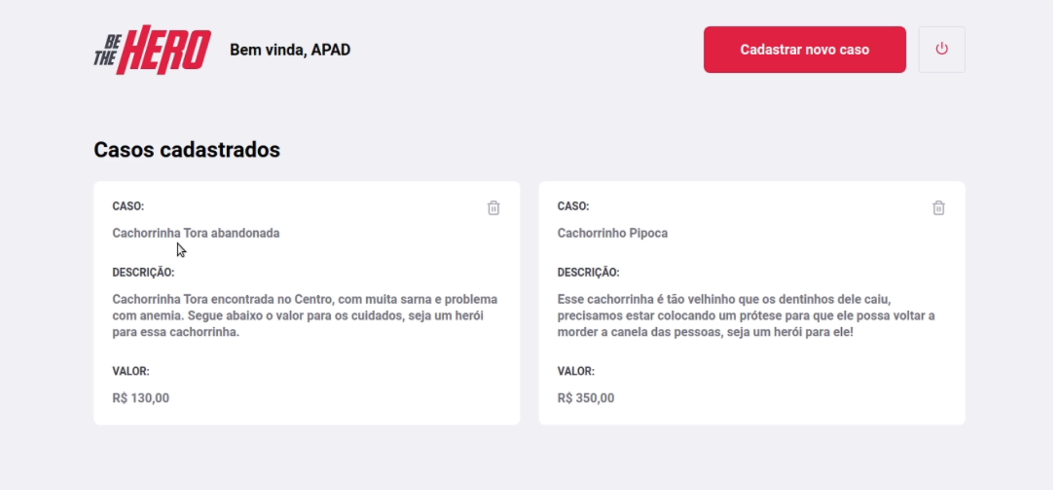 BE
THE
HERO
Bem vinda, APAD
Cadastrar novo caso
Casos cadastrados
CASO:
Cachorrinha Tora abandonada
DESCRIÇÃO:
Cachorrinha Tora encontrada no Centro, com muita sarna e problema
com anemia. Segue abaixo o valor para os cuidados, seja um herói
para essa cachorrinha.
VALOR:
R$ 130,00
CASO:
Cachorrinho Pipoca
DESCRIÇÃO:
Esse cachorrinha é tão velhinho que os dentinhos dele caiu,
precisamos estar colocando um prótese para que ele possa voltar a
morder a canela das pessoas, seja um herói para ele!
VALOR:
R$ 350,00